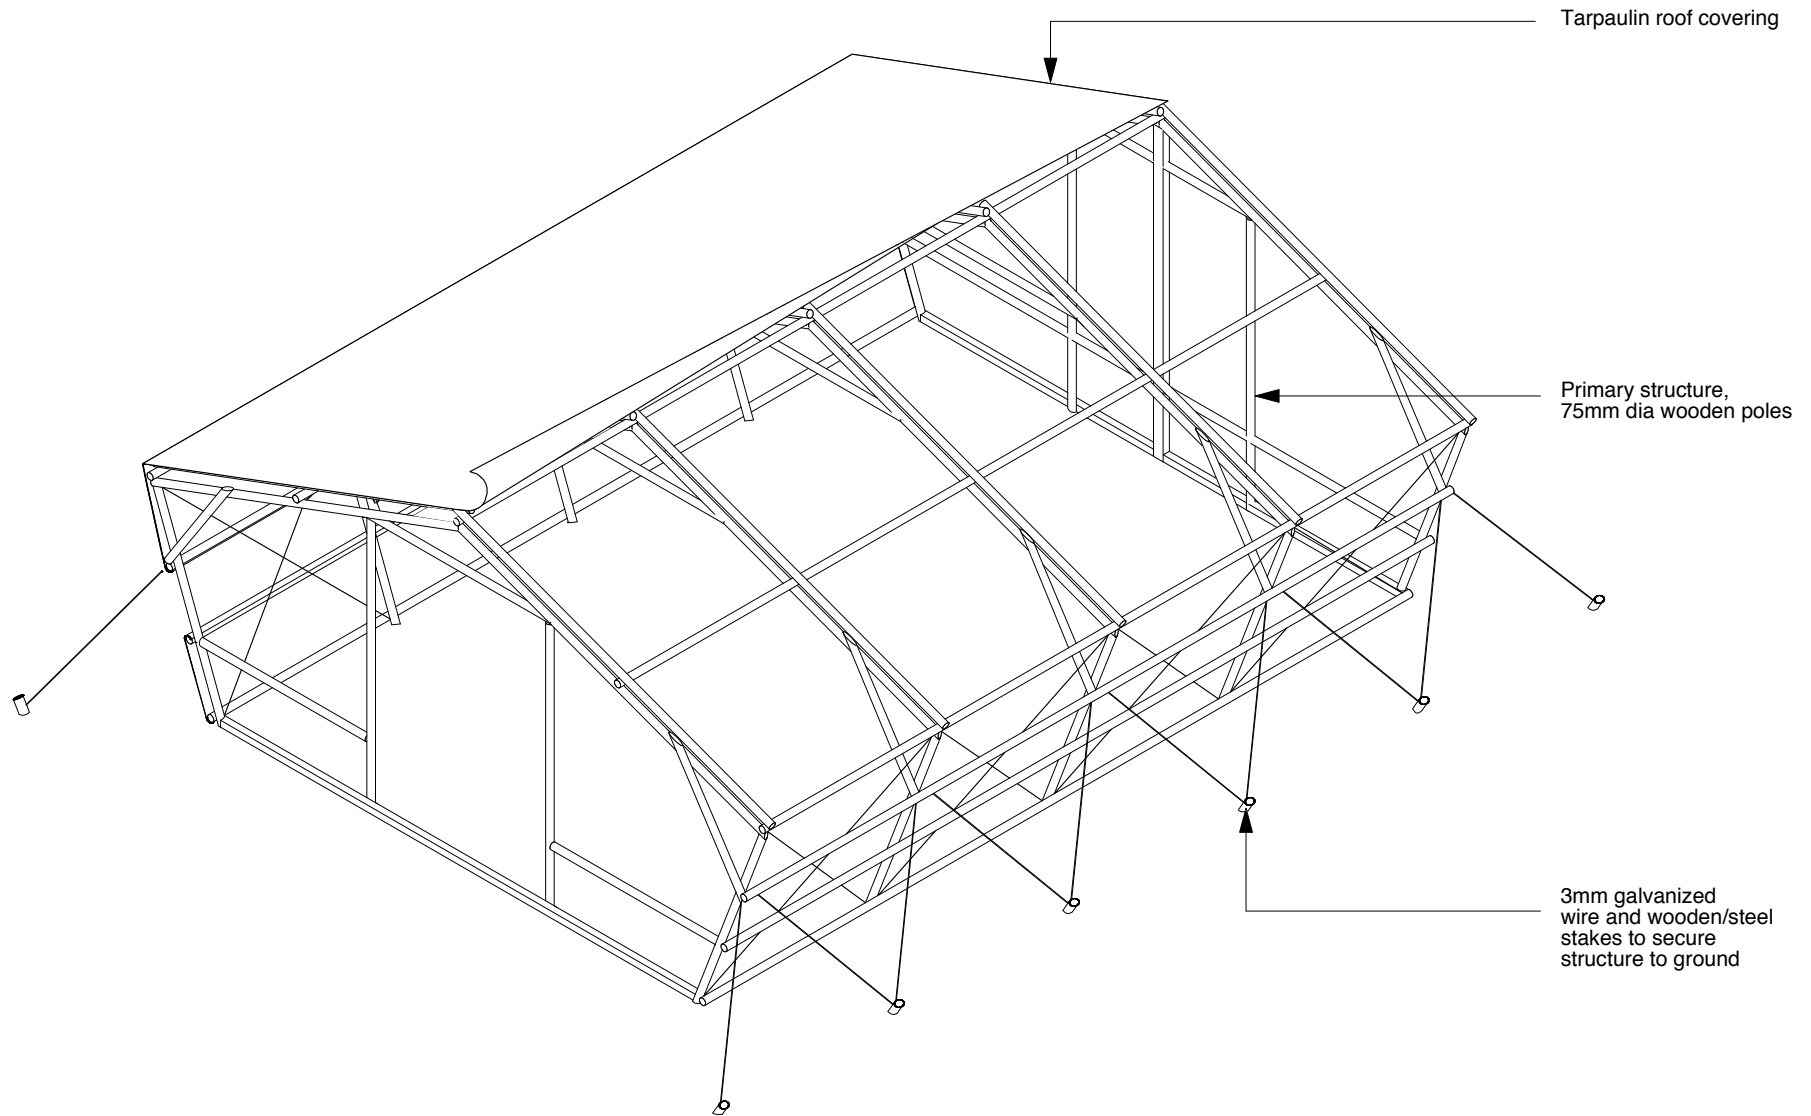 Tarpaulin roof covering
Primary structure,
75mm dia wooden poles
3mm galvanized
wire and wooden/steel
stakes to secure
structure to ground